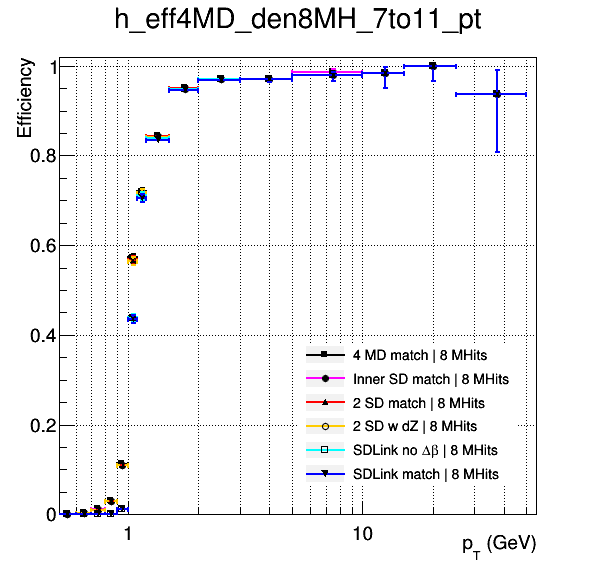 h_eff4MD_den8MH_7to11_pt
Efficiency
1
0.8
0.6
0.4
0.2
0
4 MD match | 8 MHits
Inner SD match | 8 MHits
2 SD match | 8 MHits
2 SD w dZ | 8 MHits
SDLink no Δβ | 8 MHits
SDLink match | 8 MHits
1
10
p_T (GeV)